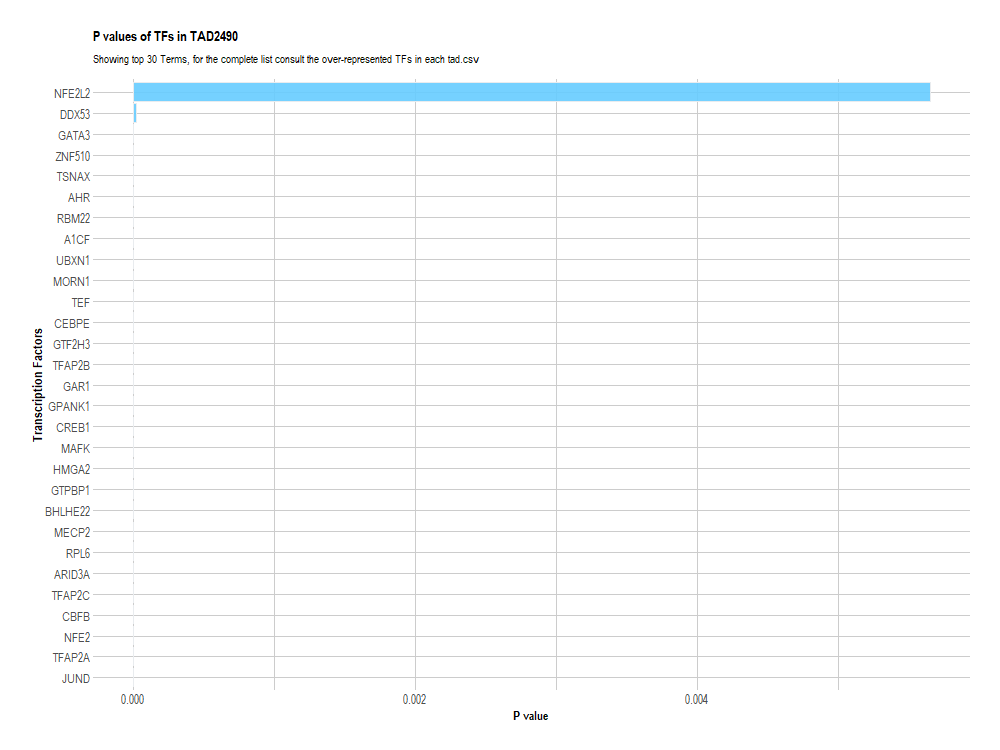 P values of TFs in TAD2490
Showing top 30 Terms, for the complete list consult the over-represented TFs in each tad.csv
NFE2L2
DDX53
GATA3
ZNF510
TSNAX
AHR
RBM22
A1CF
UBXN1
MORN1
TEF
CEBPE
GTF2H3
TFAP2B
GAR1
GPANK1
CREB1
MAFK
HMGA2
GTPBP1
BHLHE22
MECP2
RPL6
ARID3A
TFAP2C
CBFB
NFE2
TFAP2A
JUND
Transcription Factors
0.000 0.002 0.004
P value